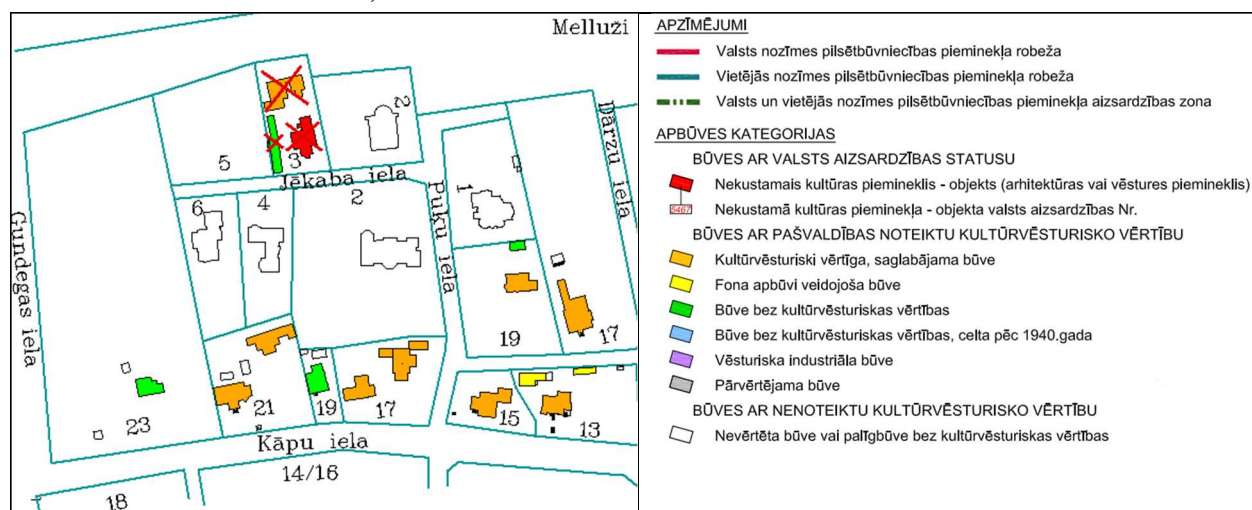 Mellužī
5
3
2
Jēkaba iela
Dārzu iela
6
4
2
Puķu iela
1
Gundegas iela
19
17
23
21
19
17
15
13
Kāpu iela
14/16
18
APZĪMĒJUMI
Valsts nozīmes pilsētbūvniecības pieminekļa robeža
Vietējās nozīmes pilsētbūvniecības pieminekļa robeža
Valsts un vietējās nozīmes pilsētbūvniecības pieminekļa aizsardzības zona
APBŪVES KATEGORIJAS
BŪVES AR VALSTS AIZSARDZĪBAS STATUSU
Nekustamais kultūras piemineklis - objekts (arhitektūras vai vēstures piemineklis)
5467 Nekustamā kultūras pieminekļa - objekta valsts aizsardzības Nr.
BŪVES AR PAŠVALDĪBAS NOTEIKTU KULTŪRVĒSTURISKO VĒRTĪBU
Kultūrvēsturiski vērtīga, saglabājama būve
Fona apbūvi veidojoša būve
Būve bez kultūrvēsturiskas vērtības
Būve bez kultūrvēsturiskas vērtības, celta pēc 1940.gada
Vēsturiska industriāla būve
Pārvērtējama būve
BŪVES AR NENOTEIKTU KULTŪRVĒSTURISKO VĒRTĪBU
Nevērtēta būve vai palīgbūve bez kultūrvēsturiskas vērtības